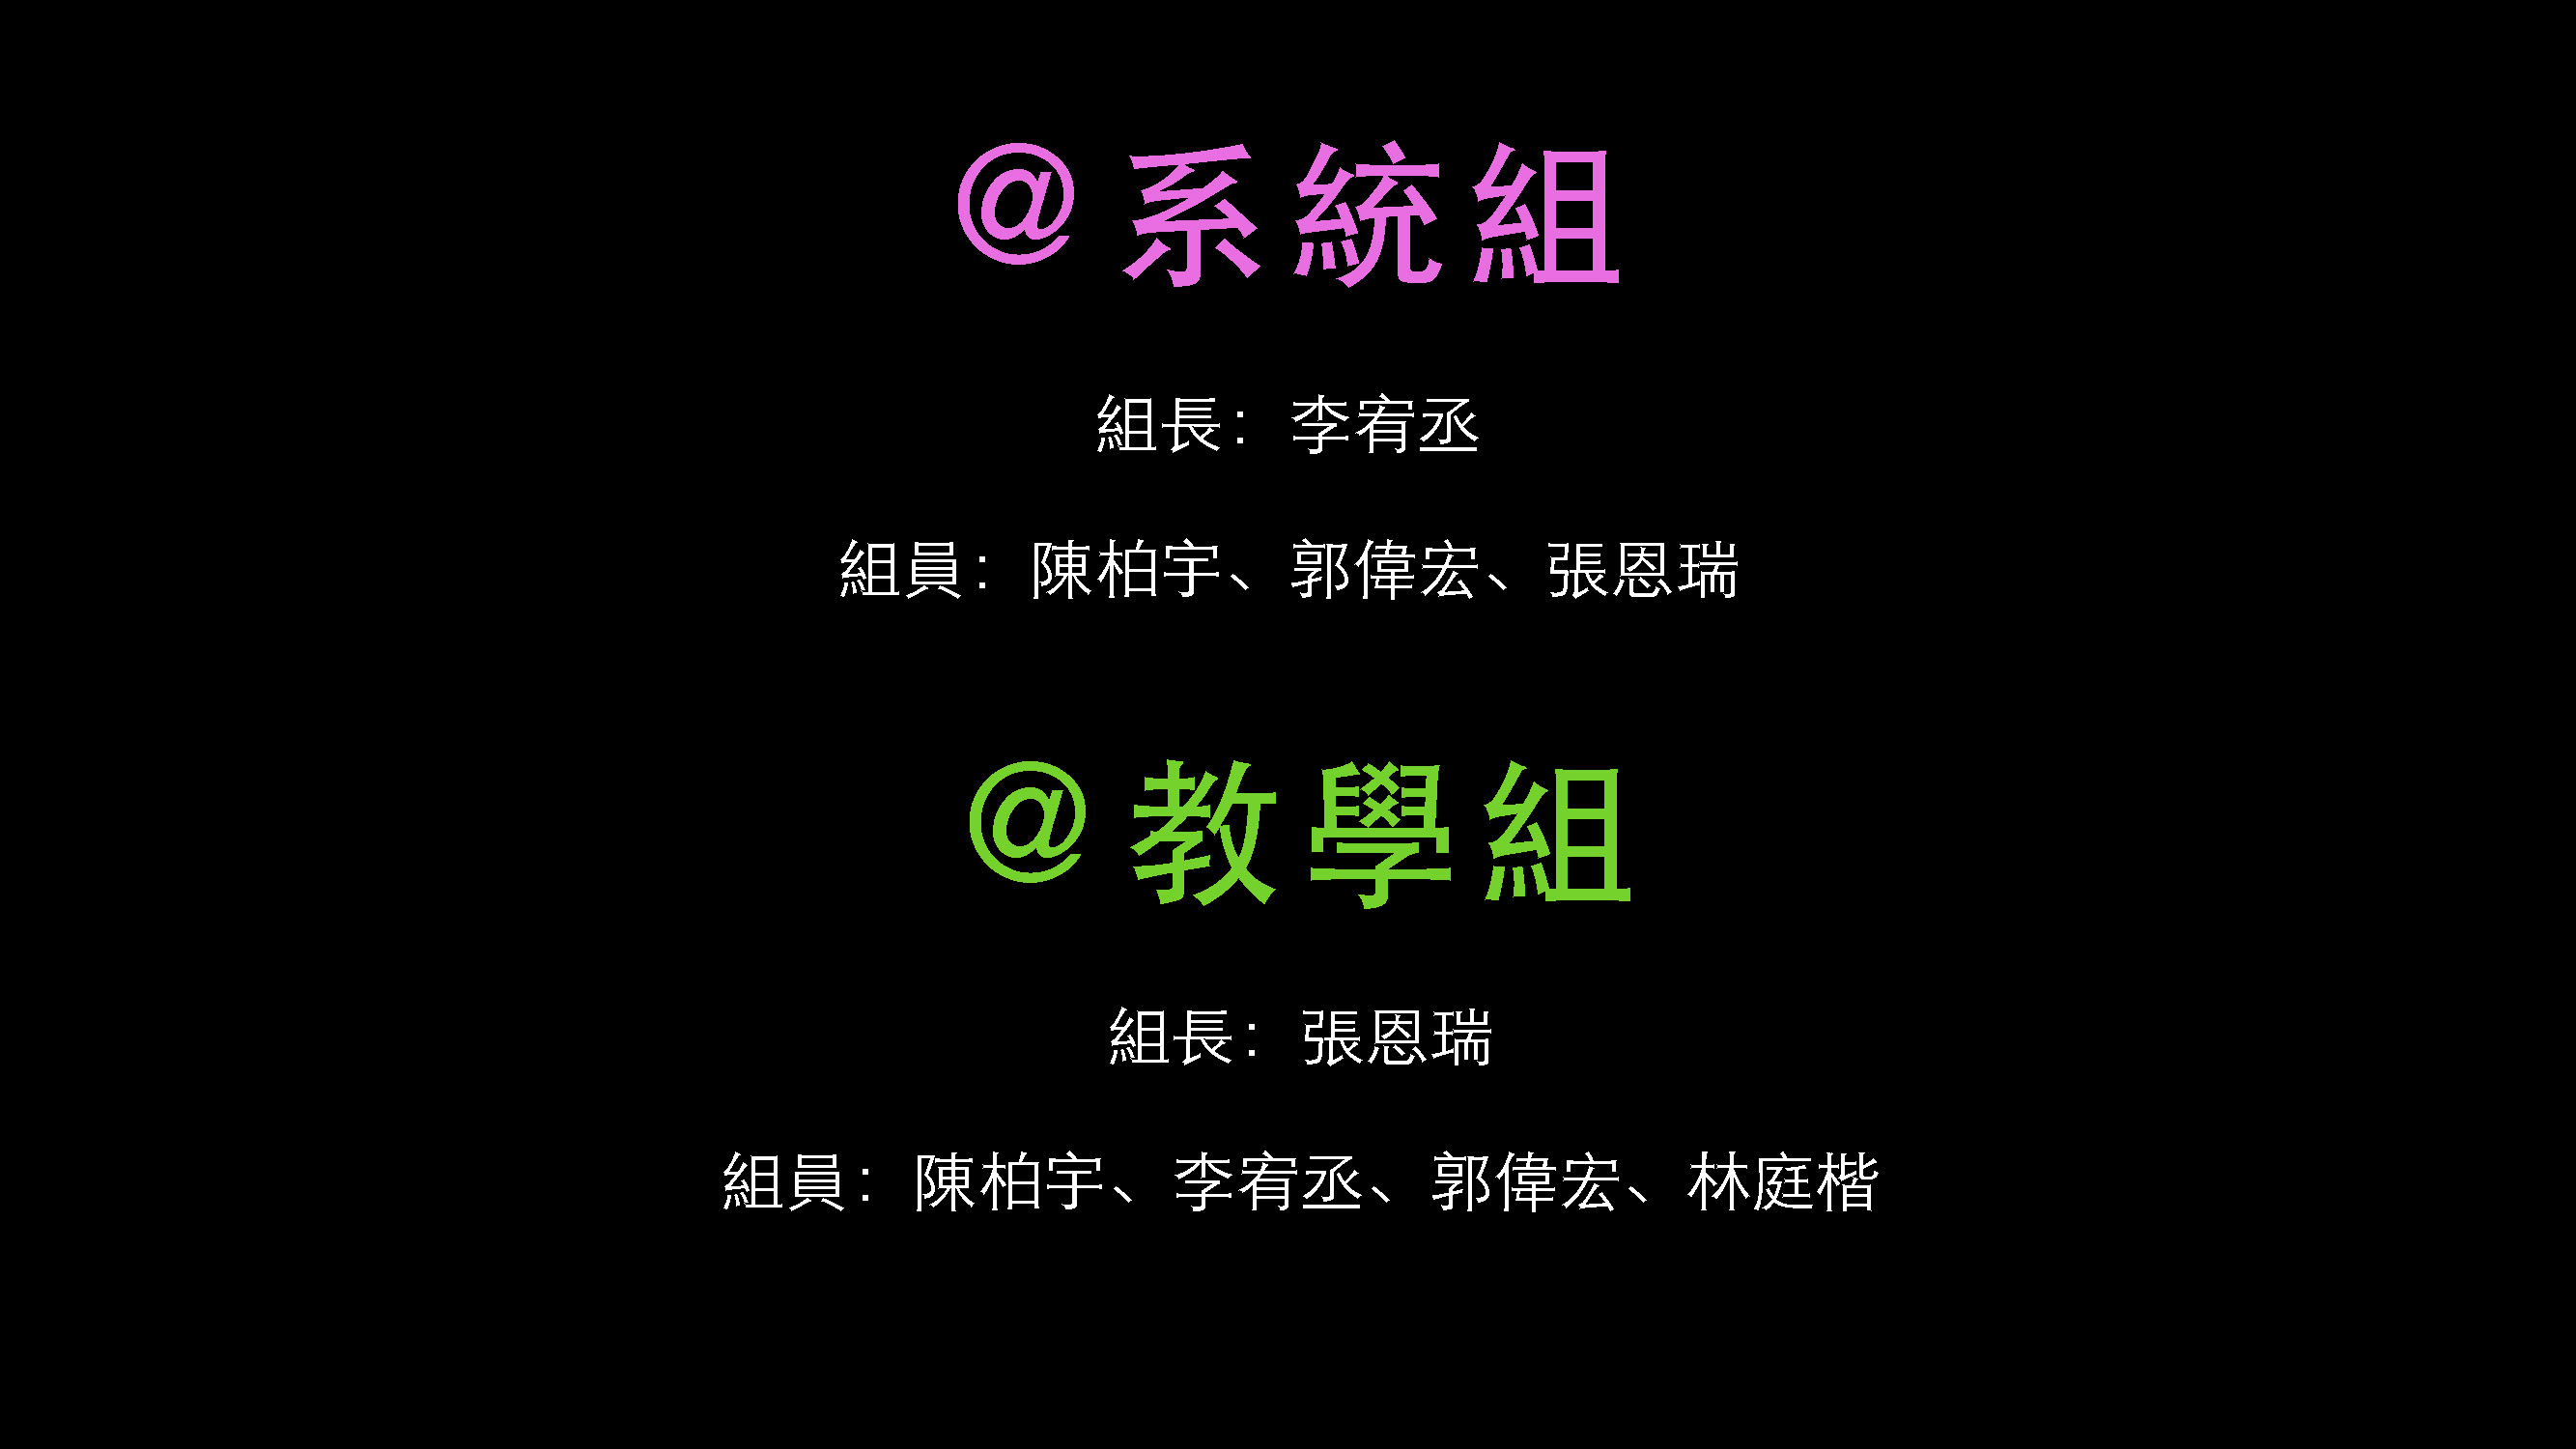 @系統組
組長：李宥丞
組員：陳柏宇、郭偉宏、張恩瑞
@教學組
組長：張恩瑞
組員：陳柏宇、李宥丞、郭偉宏、林庭楷